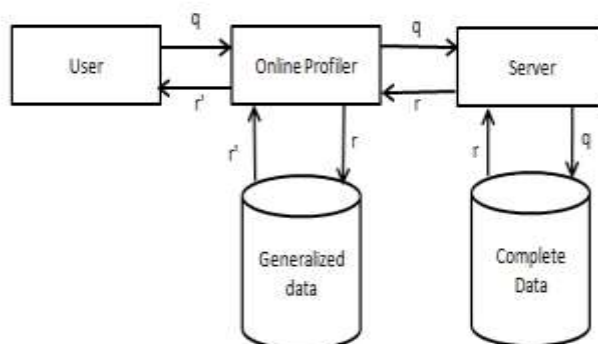 q
q
User
Online Profiler
Server
r'
r
r'
r
r
q
Generalized
data
Complete
Data